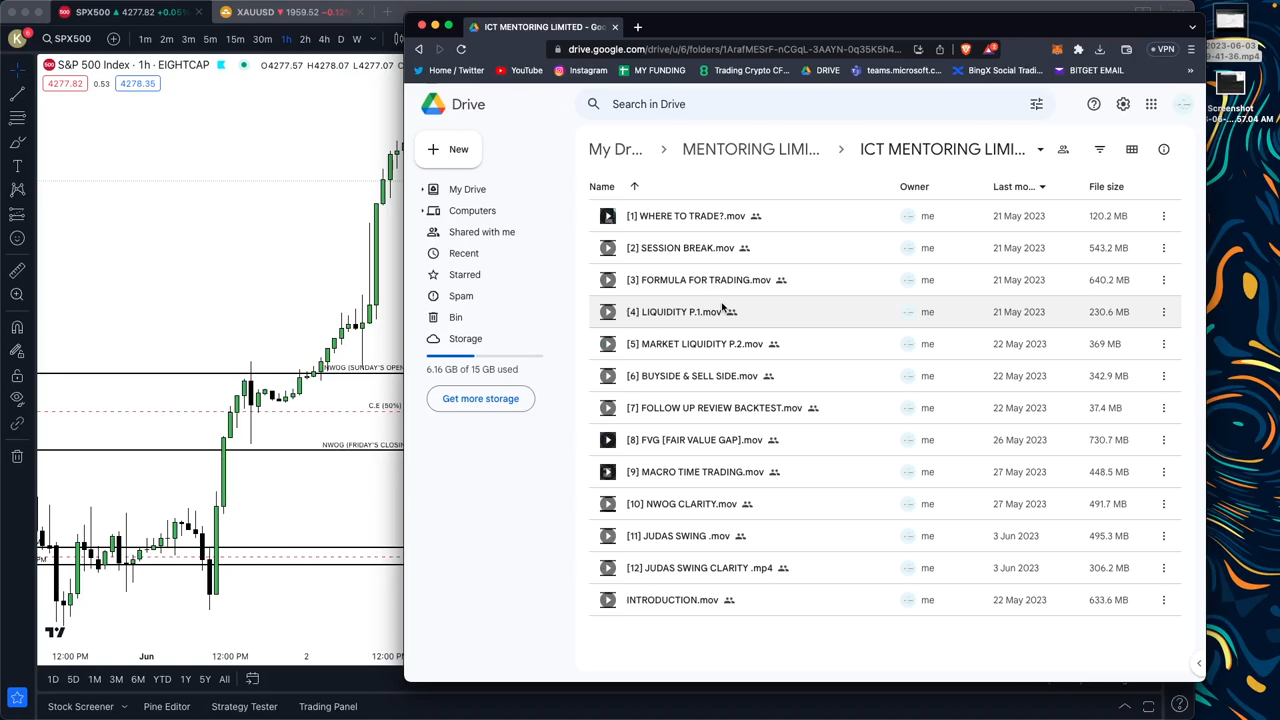 SPX500 4277.82 +0.05%
XAUUSD 1959.52 -0.12%
ICT MENTORING LIMITED - Goo
K
6
SPX500
1m 2m 3m 5m 15m 30m 1h 2h 4h D W
drive.google.com/drive/u/6/folders/1ArafMESrF-nCGqL-3AAYN-0q35K5h4...
VPN
Home / Twitter YouTube Instagram MY FUNDING Trading Crypto C... DRIVE teams.microsoft.c... BingX Social Tradi... BITGET EMAIL »
S&P 500 Index · 1h · EIGHTCAP O4277.57 H4278.07 L4277.07
4277.82 0.53 4278.35
Drive
Search in Drive
New
My Dr... > MENTORING LIMI... > ICT MENTORING LIMI...
My Drive
Computers
Shared with me
Recent
Starred
Spam
Bin
Storage
6.16 GB of 15 GB used
Get more storage
Name Owner Last mo... File size
[1] WHERE TO TRADE?.mov me 21 May 2023 120.2 MB
[2] SESSION BREAK.mov me 21 May 2023 543.2 MB
[3] FORMULA FOR TRADING.mov me 21 May 2023 640.2 MB
[4] LIQUIDITY P.1.mov me 21 May 2023 230.6 MB
[5] MARKET LIQUIDITY P.2.mov me 22 May 2023 369 MB
[6] BUYSIDE & SELL SIDE.mov me 22 May 2023 342.9 MB
[7] FOLLOW UP REVIEW BACKTEST.mov me 22 May 2023 37.4 MB
[8] FVG [FAIR VALUE GAP].mov me 26 May 2023 730.7 MB
[9] MACRO TIME TRADING.mov me 27 May 2023 448.5 MB
[10] NWOG CLARITY.mov me 27 May 2023 491.7 MB
[11] JUDAS SWING .mov me 3 Jun 2023 495.3 MB
[12] JUDAS SWING CLARITY .mp4 me 3 Jun 2023 306.2 MB
INTRODUCTION.mov me 22 May 2023 633.6 MB
NWOG (SUNDAY'S OPEN
C.E (50%)
NWOG (FRIDAY'S CLOSIN
PM
12:00 PM Jun 12:00 PM 2 12:00 P
1D 5D 1M 3M 6M YTD 1Y 5Y All
Stock Screener Pine Editor Strategy Tester Trading Panel
2023-06-03
9-41-36.mp4
Screenshot
-06-....57.04 AM